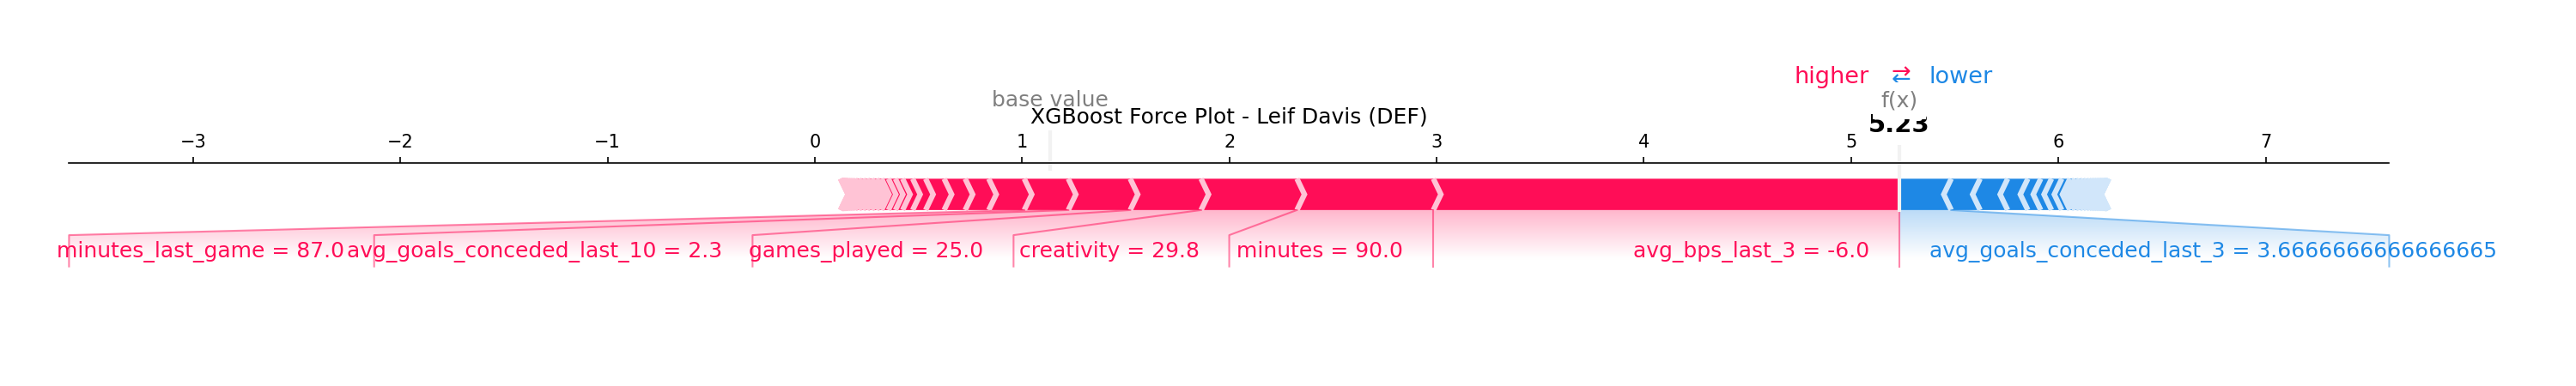 higher ⇄ lower
base value
f(x)
XGBoost Force Plot - Leif Davis (DEF)
5.23
−3 −2 −1 0 1 2 3 4 5 6 7
minutes_last_game = 87.0 avg_goals_conceded_last_10 = 2.3 games_played = 25.0 creativity = 29.8 minutes = 90.0 avg_bps_last_3 = -6.0 avg_goals_conceded_last_3 = 3.6666666666666665